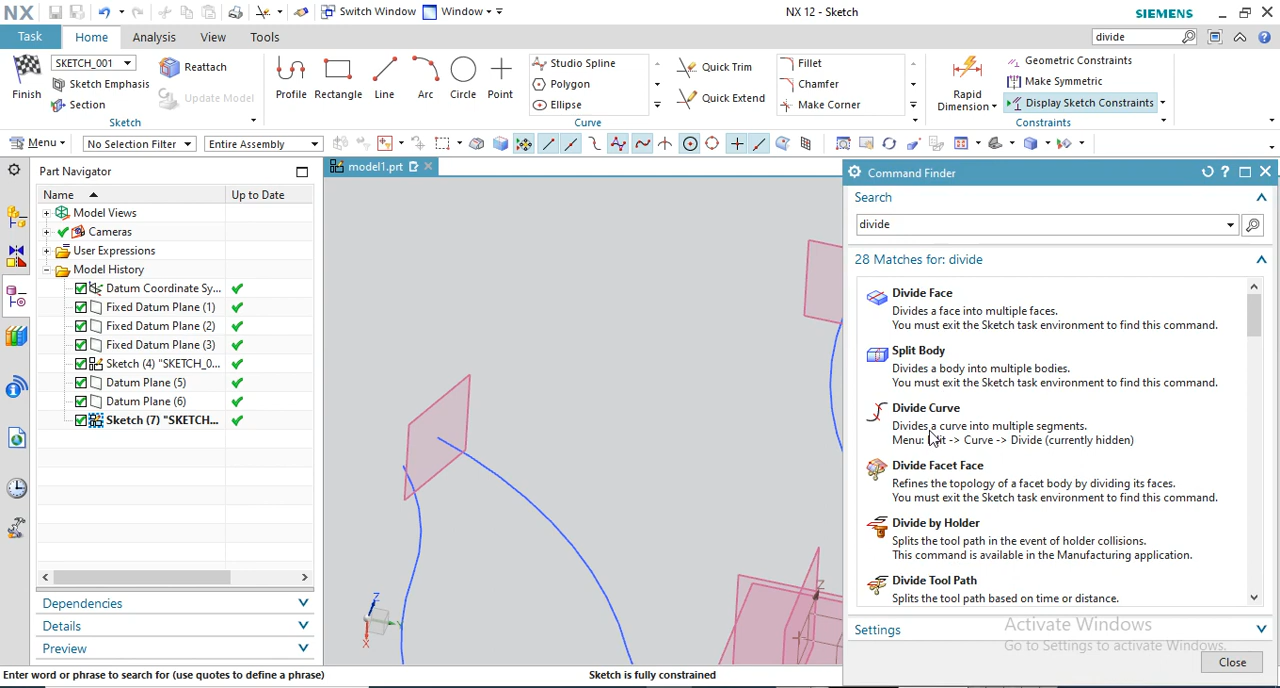 NX
Switch Window
Window
NX 12 - Sketch
SIEMENS
Task
Home
Analysis
View
Tools
divide
Finish
SKETCH_001
Sketch Emphasis
Section
Reattach
Update Model
Sketch
Profile
Rectangle
Line
Arc
Circle
Point
Studio Spline
Polygon
Ellipse
Curve
Quick Trim
Quick Extend
Fillet
Chamfer
Make Corner
Rapid
Dimension
Geometric Constraints
Make Symmetric
Display Sketch Constraints
Constraints
Menu
No Selection Filter
Entire Assembly
Part Navigator
Name
Up to Date
Model Views
Cameras
User Expressions
Model History
Datum Coordinate Sy...
Fixed Datum Plane (1)
Fixed Datum Plane (2)
Fixed Datum Plane (3)
Sketch (4) "SKETCH_0...
Datum Plane (5)
Datum Plane (6)
Sketch (7) "SKETCH...
Dependencies
Details
Preview
model1.prt
Z
Y
X
Z
Command Finder
Search
divide
28 Matches for: divide
Divide Face
Divides a face into multiple faces.
You must exit the Sketch task environment to find this command.
Split Body
Divides a body into multiple bodies.
You must exit the Sketch task environment to find this command.
Divide Curve
Divides a curve into multiple segments.
Menu: -> Curve -> Divide (currently hidden)
Divide Facet Face
Refines the topology of a facet body by dividing its faces.
You must exit the Sketch task environment to find this command.
Divide by Holder
Splits the tool path in the event of holder collisions.
This command is available in the Manufacturing application.
Divide Tool Path
Splits the tool path based on time or distance.
Settings
Activate Windows
Go to Settings to activate Windows.
Close
Enter word or phrase to search for (use quotes to define a phrase)
Sketch is fully constrained